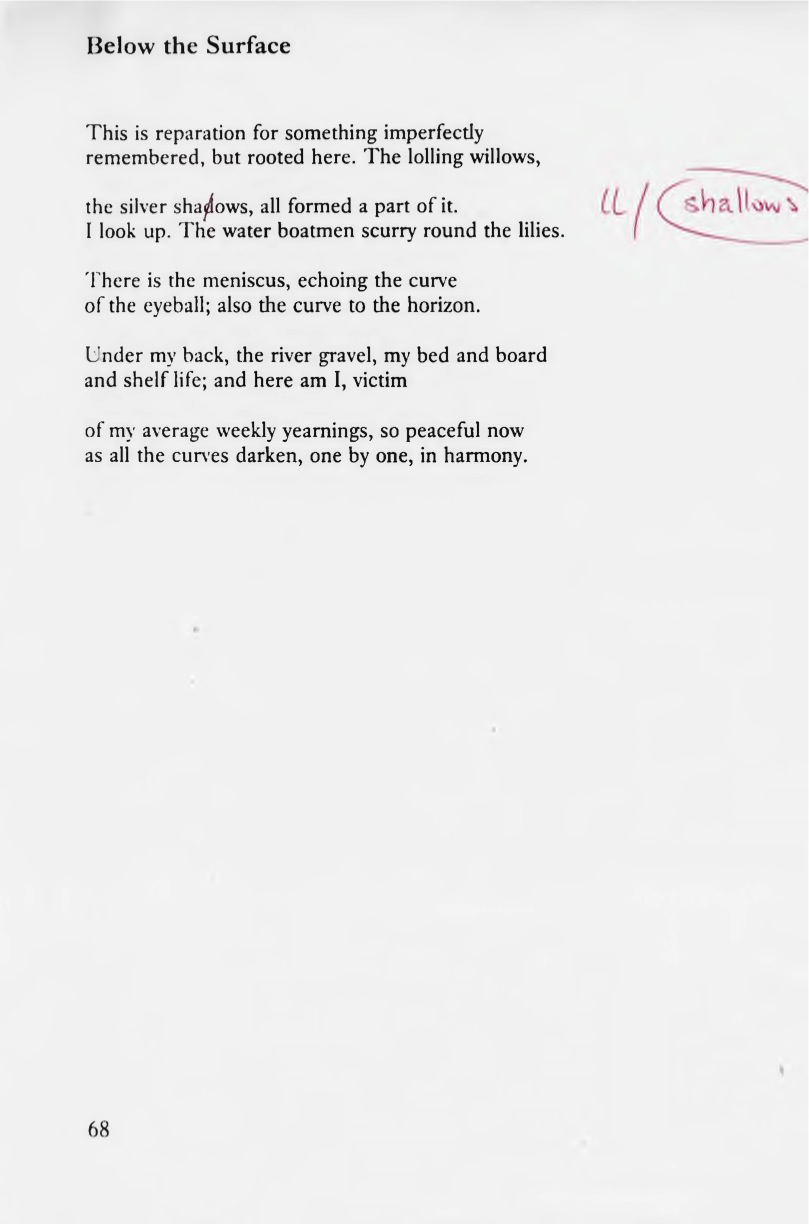 Below the Surface
This is reparation for something imperfectly
remembered, but rooted here. The lolling willows,
the silver shadows, all formed a part of it.
ll / shallows
I look up. The water boatmen scurry round the lilies.
There is the meniscus, echoing the curve
of the eyeball; also the curve to the horizon.
Under my back, the river gravel, my bed and board
and shelf life; and here am I, victim
of my average weekly yearnings, so peaceful now
as all the curves darken, one by one, in harmony.
68